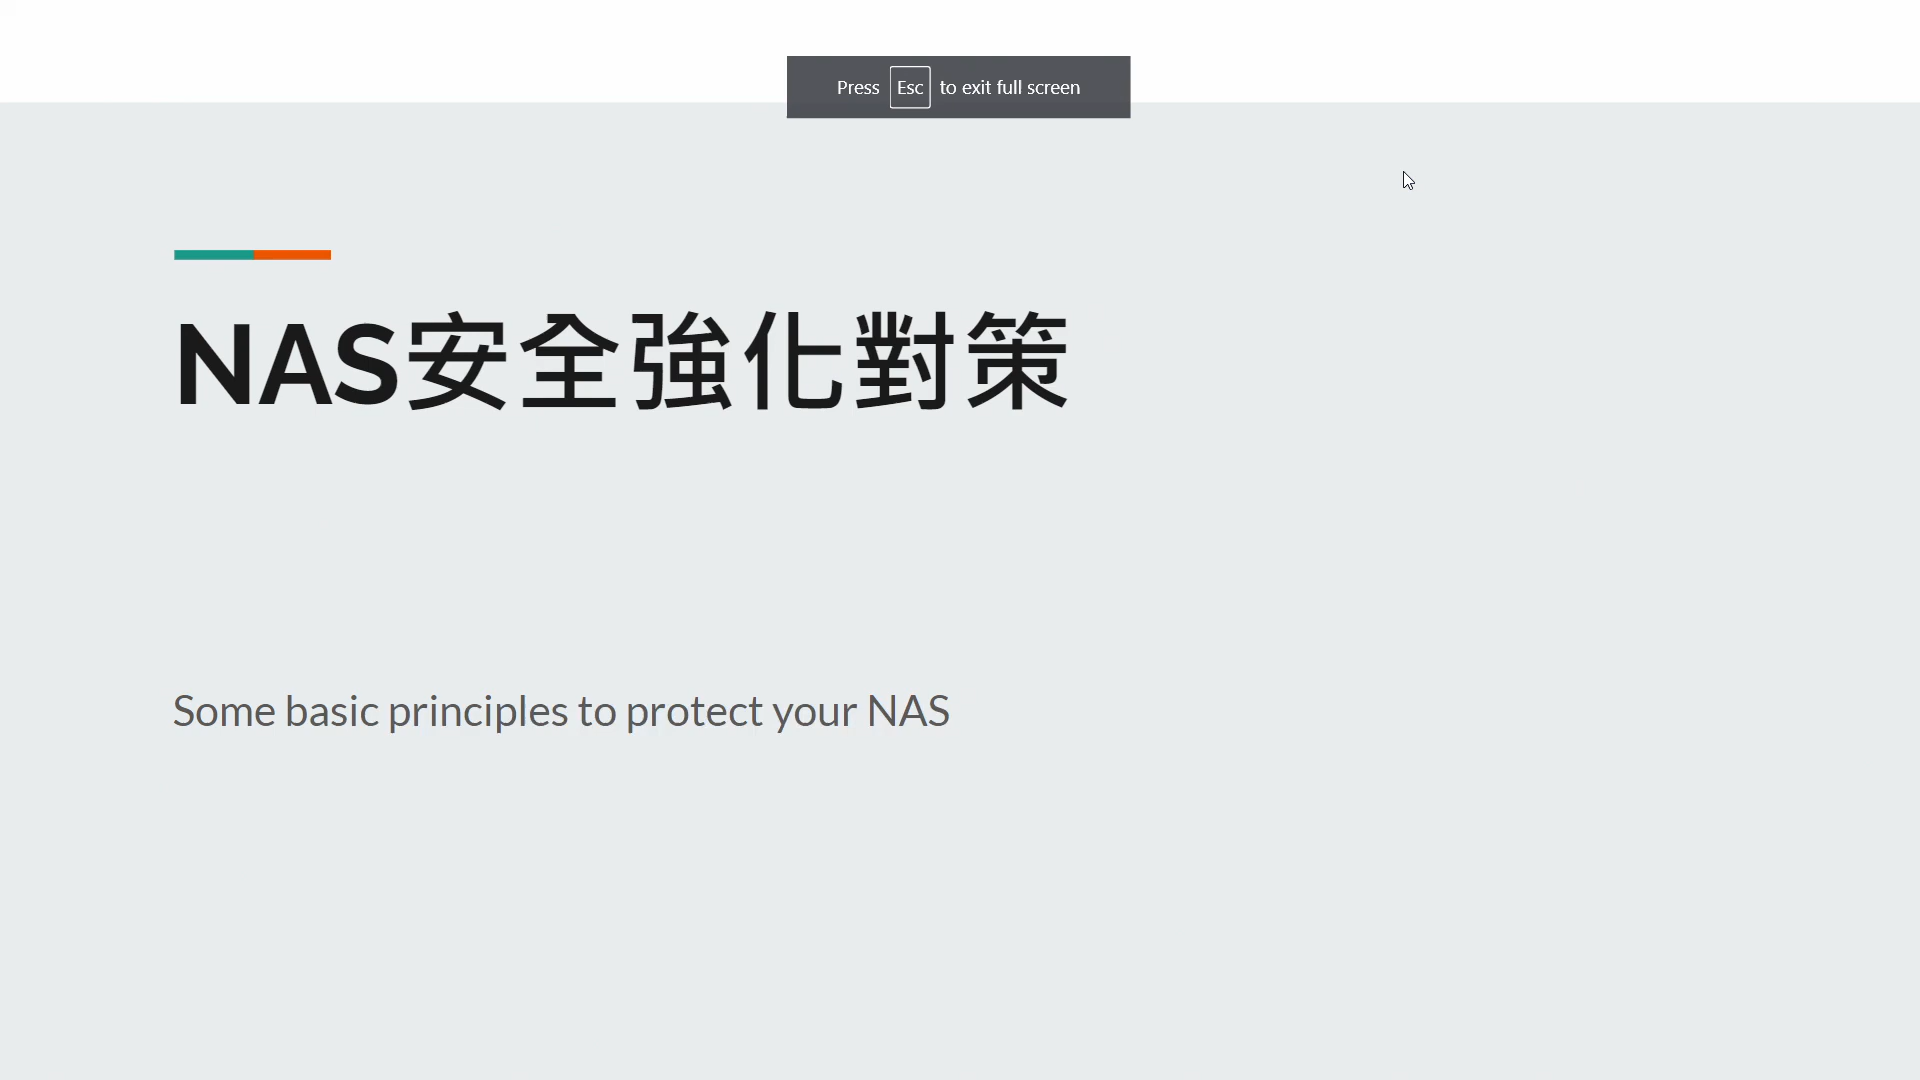 Press Esc to exit full screen
NAS安全強化對策
Some basic principles to protect your NAS